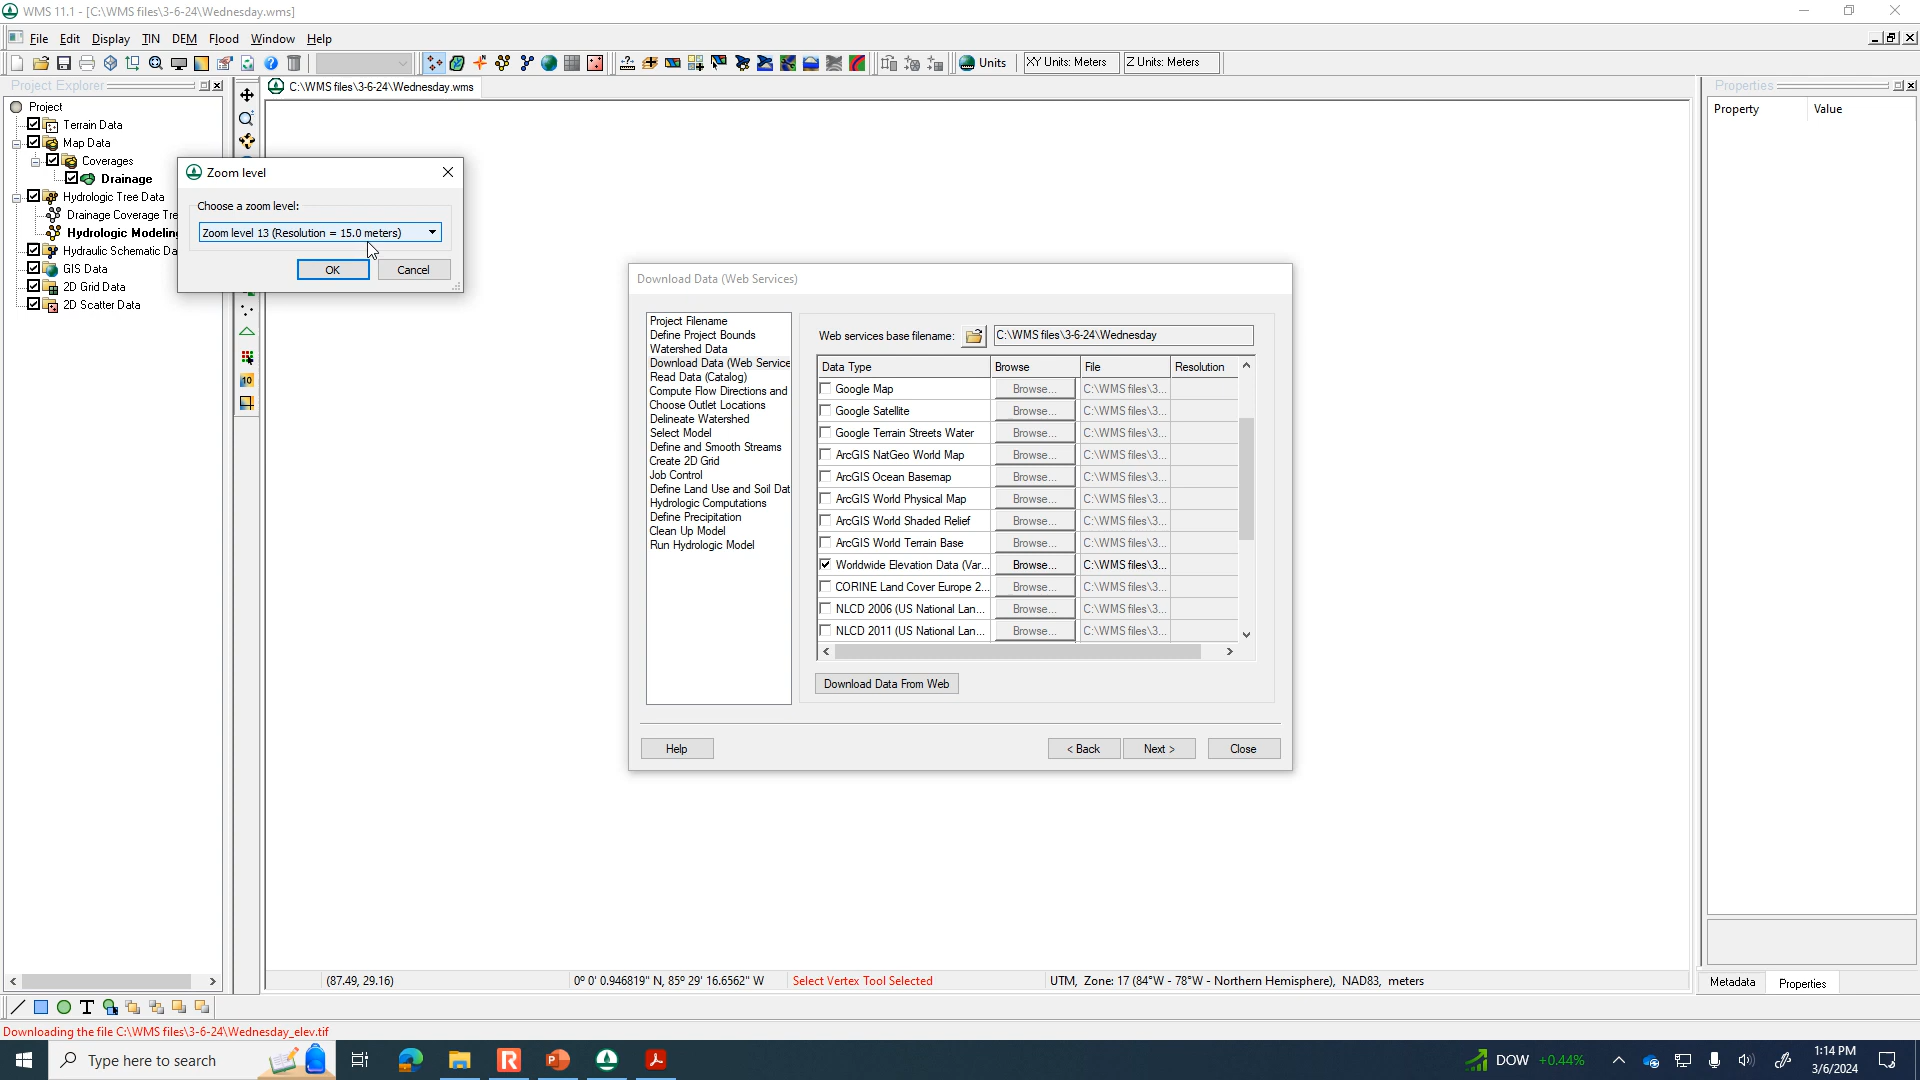 WMS 11.1 - [C:\WMS files\3-6-24\Wednesday.wms]
File Edit Display TIN DEM Flood Window Help
Units XY Units: Meters Z Units: Meters
Project Explorer
C:\WMS files\3-6-24\Wednesday.wms
Properties
Project
Terrain Data
Map Data
Coverages
Drainage
Hydrologic Tree Data
Drainage Coverage Tre
Hydrologic Modeling
Hydraulic Schematic Da
GIS Data
2D Grid Data
2D Scatter Data
10
Property Value
Zoom level
Choose a zoom level:
Zoom level 13 (Resolution = 15.0 meters)
OK Cancel
Download Data (Web Services)
Project Filename
Define Project Bounds
Watershed Data
Download Data (Web Service
Read Data (Catalog)
Compute Flow Directions and
Choose Outlet Locations
Delineate Watershed
Select Model
Define and Smooth Streams
Create 2D Grid
Job Control
Define Land Use and Soil Dat
Hydrologic Computations
Define Precipitation
Clean Up Model
Run Hydrologic Model
Web services base filename: C:\WMS files\3-6-24\Wednesday
Data Type Browse File Resolution
Google Map Browse... C:\WMS files\3...
Google Satellite Browse... C:\WMS files\3...
Google Terrain Streets Water Browse... C:\WMS files\3...
ArcGIS NatGeo World Map Browse... C:\WMS files\3...
ArcGIS Ocean Basemap Browse... C:\WMS files\3...
ArcGIS World Physical Map Browse... C:\WMS files\3...
ArcGIS World Shaded Relief Browse... C:\WMS files\3...
ArcGIS World Terrain Base Browse... C:\WMS files\3...
Worldwide Elevation Data (Var... Browse... C:\WMS files\3...
CORINE Land Cover Europe 2... Browse... C:\WMS files\3...
NLCD 2006 (US National Lan... Browse... C:\WMS files\3...
NLCD 2011 (US National Lan... Browse... C:\WMS files\3...
Download Data From Web
Help < Back Next > Close
(87.49, 29.16) 0º 0' 0.946819" N, 85º 29' 16.6562" W Select Vertex Tool Selected UTM, Zone: 17 (84°W - 78°W - Northern Hemisphere), NAD83, meters
Metadata Properties
T
Downloading the file C:\WMS files\3-6-24\Wednesday_elev.tif
Type here to search
R
P
DOW +0.44%
1:14 PM
3/6/2024